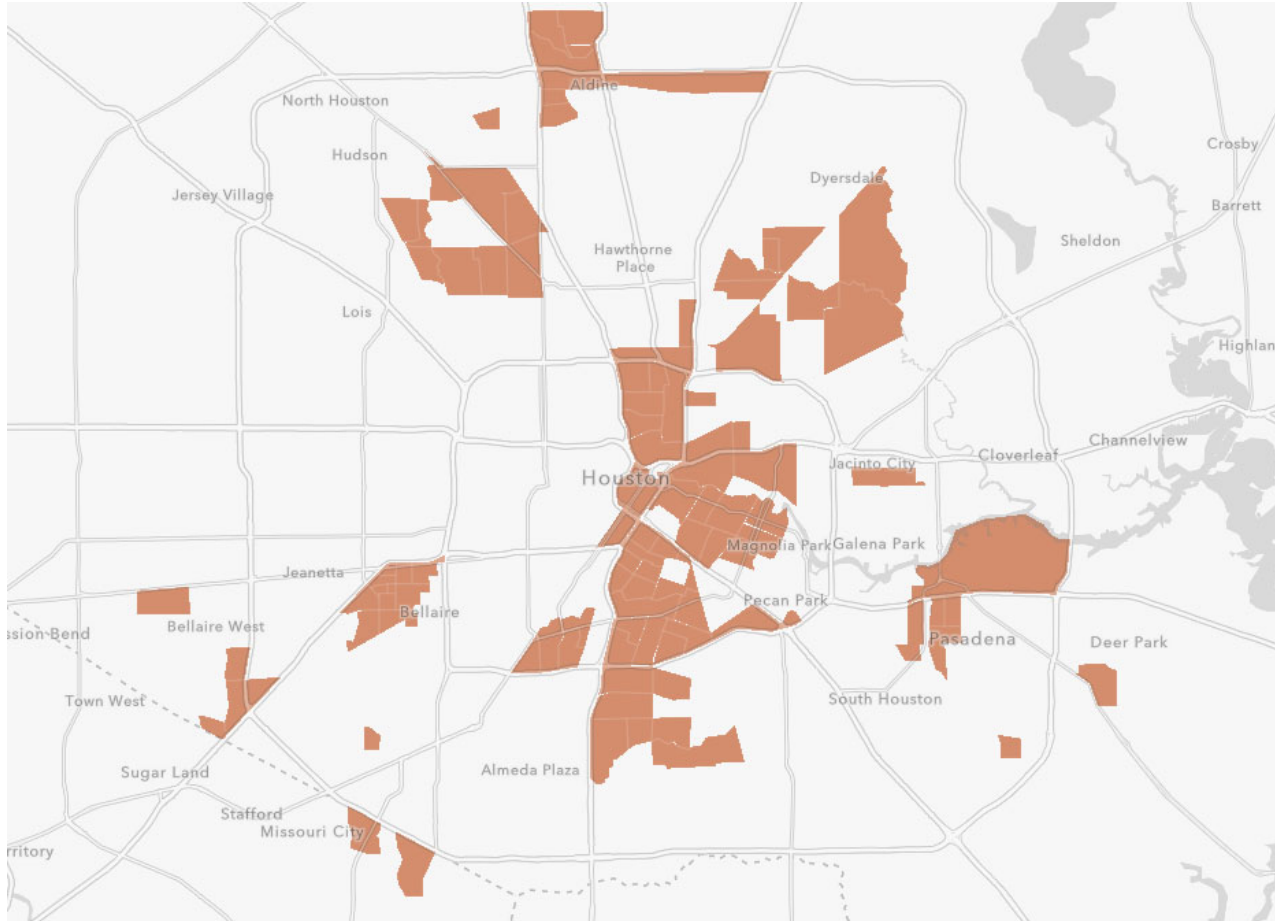 Aldine
North Houston
Crosby
Hudson
Dyersdale
Jersey Village
Barrett
Sheldon
Hawthorne
Place
Lois
Highlan
Channelview
Cloverleaf
Jacinto City
Houston
Magnolia Park
Galena Park
Jeanetta
Pecan Park
Bellaire
Bellaire West
ssion Bend
Pasadena
Deer Park
Town West
South Houston
Almeda Plaza
Sugar Land
Stafford
Missouri City
rritory